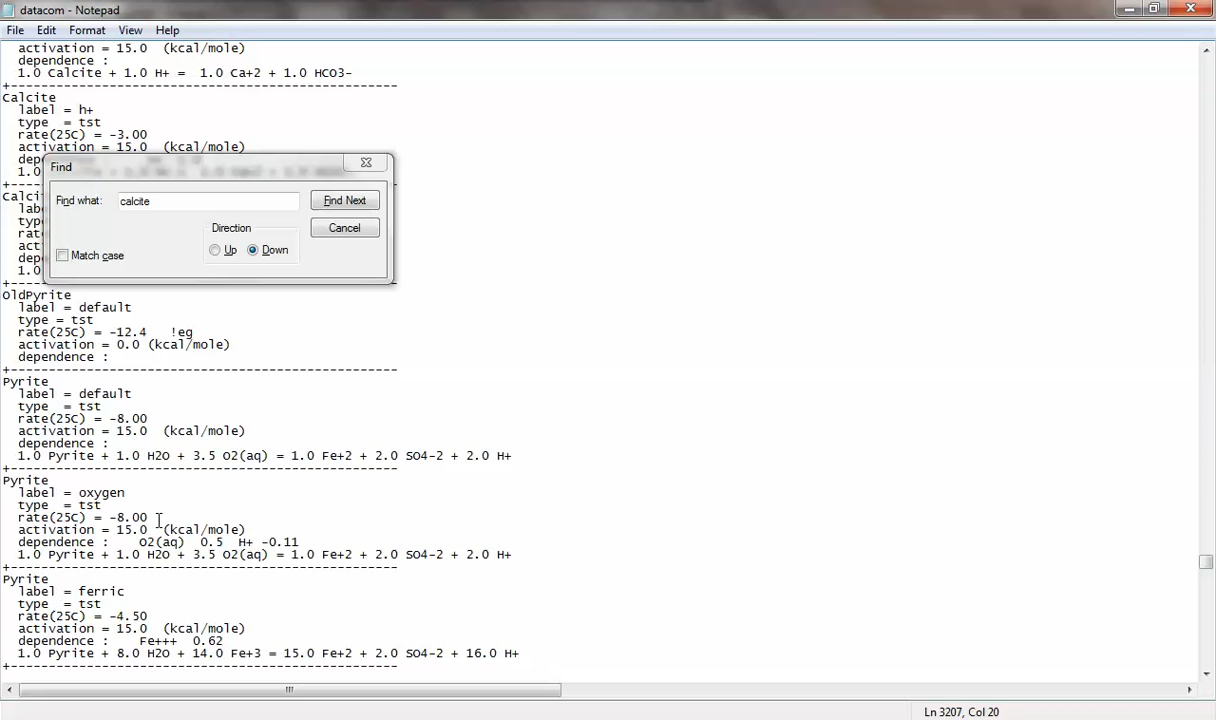 datacom - Notepad
File Edit Format View Help
activation = 15.0 (kcal/mole)
dependence :
1.0 Calcite + 1.0 H+ = 1.0 Ca+2 + 1.0 HCO3-
+--------------------------------------------------
Calcite
label = h+
type = tst
rate(25C) = -3.00
activation = 15.0 (kcal/mole)
Find
Find what: calcite Find Next
Direction
Cancel
Up Down
Match case
OldPyrite
label = default
type = tst
rate(25C) = -12.4 !eg
activation = 0.0 (kcal/mole)
dependence :
+--------------------------------------------------
Pyrite
label = default
type = tst
rate(25C) = -8.00
activation = 15.0 (kcal/mole)
dependence :
1.0 Pyrite + 1.0 H2O + 3.5 O2(aq) = 1.0 Fe+2 + 2.0 SO4-2 + 2.0 H+
+--------------------------------------------------
Pyrite
label = oxygen
type = tst
rate(25C) = -8.00
activation = 15.0 (kcal/mole)
dependence : O2(aq) 0.5 H+ -0.11
1.0 Pyrite + 1.0 H2O + 3.5 O2(aq) = 1.0 Fe+2 + 2.0 SO4-2 + 2.0 H+
+--------------------------------------------------
Pyrite
label = ferric
type = tst
rate(25C) = -4.50
activation = 15.0 (kcal/mole)
dependence : Fe+++ 0.62
1.0 Pyrite + 8.0 H2O + 14.0 Fe+3 = 15.0 Fe+2 + 2.0 SO4-2 + 16.0 H+
+--------------------------------------------------
Ln 3207, Col 20